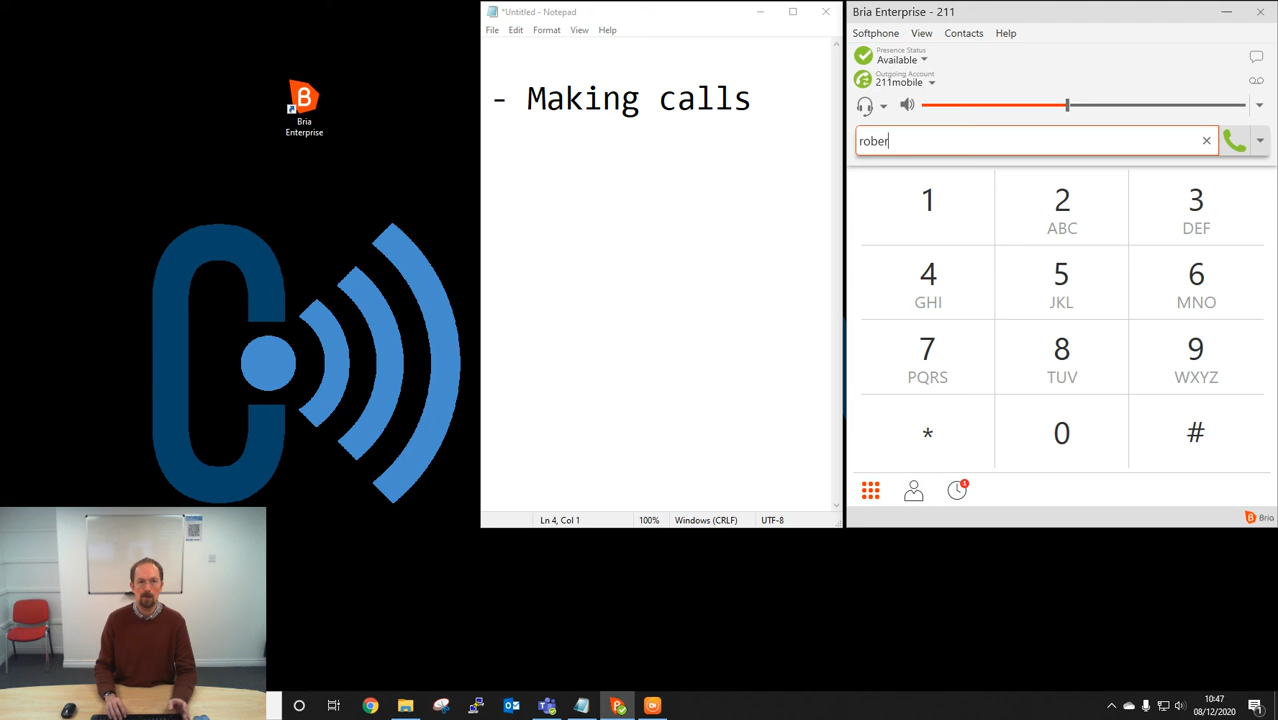 Bria
Enterprise
*Untitled - Notepad
File Edit Format View Help
- Making calls
Ln 4, Col 1 100% Windows (CRLF) UTF-8
Bria Enterprise - 211
Softphone View Contacts Help
Presence Status
Available
Outgoing Account
211mobile
rober
1 2 3
ABC DEF
4 5 6
GHI JKL MNO
7 8 9
PQRS TUV WXYZ
* 0 #
Bria
10:47
08/12/2020